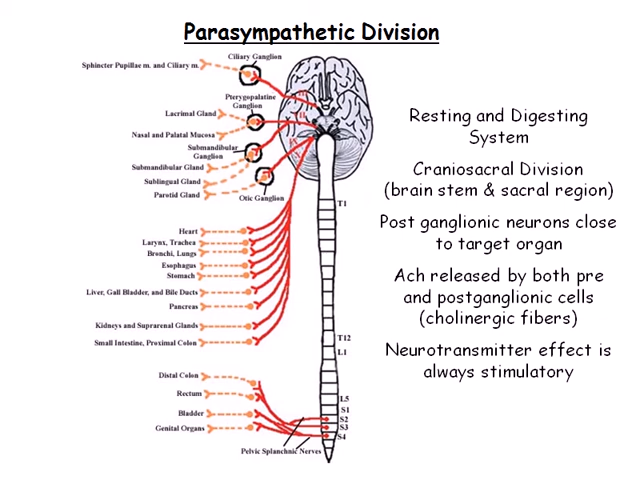 Parasympathetic Division
Ciliary Ganglion
Sphincter Pupillae m. and Ciliary m.
III
Pterygopalatine
Ganglion
Lacrimal Gland
Nasal and Palatal Mucosa
Submandibular
Ganglion
Submandibular Gland
Sublingual Gland
Parotid Gland
Otic Ganglion
T1
Heart
Larynx, Trachea
Bronchi, Lungs
Esophagus
Stomach
Liver, Gall Bladder, and Bile Ducts
Pancreas
Kidneys and Suprarenal Glands
Small Intestine, Proximal Colon
T12
L1
Distal Colon
Rectum
Bladder
Genital Organs
L5
S1
S2
S3
S4
Pelvic Splanchnic Nerves
Resting and Digesting
System
Craniosacral Division
(brain stem & sacral region)
Post ganglionic neurons close
to target organ
Ach released by both pre
and postganglionic cells
(cholinergic fibers)
Neurotransmitter effect is
always stimulatory